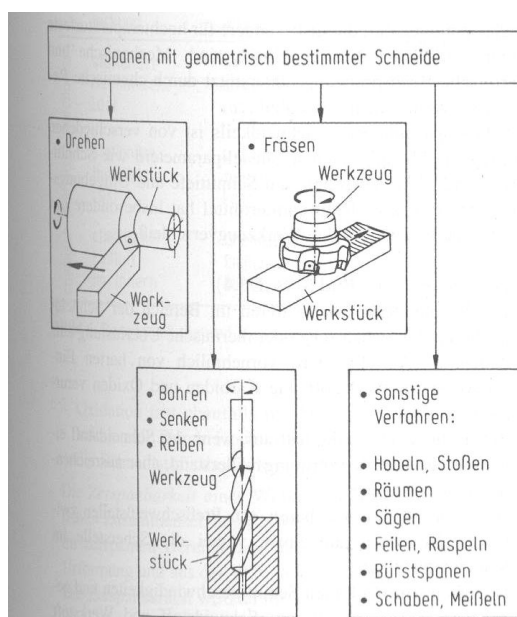 Spanen mit geometrisch bestimmter Schneide
• Drehen
Werkstück
Werk-
zeug
• Fräsen
Werkzeug
Werkstück
• Bohren
• Senken
• Reiben
Werkzeug
Werk-
stück
• sonstige
Verfahren:
• Hobeln, Stoßen
• Räumen
• Sägen
• Feilen, Raspeln
• Bürstspanen
• Schaben, Meißeln